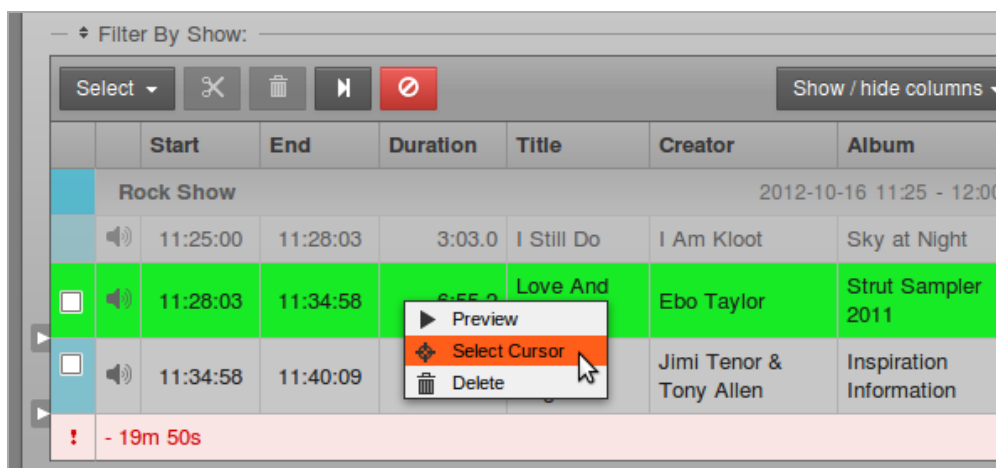 Filter By Show:
Select
Show / hide columns
Start End Duration Title Creator Album
Rock Show 2012-10-16 11:25 - 12:00
11:25:00 11:28:03 3:03.0 I Still Do I Am Kloot Sky at Night
11:28:03 11:34:58 Love And Ebo Taylor Strut Sampler
2011
Preview
Select Cursor
Delete
11:34:58 11:40:09 Jimi Tenor & Inspiration
Tony Allen Information
! - 19m 50s